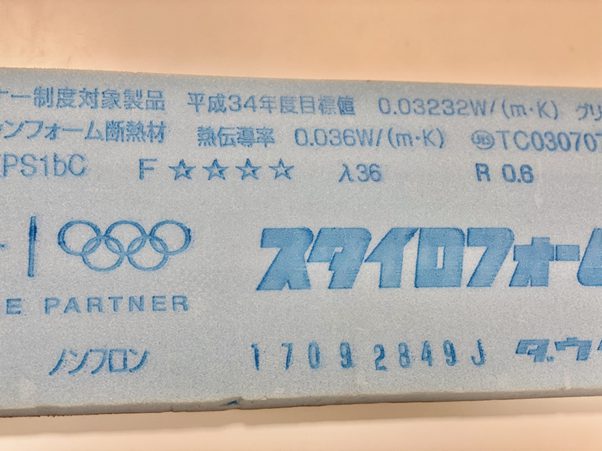 ナー制度対象製品 平成34年度目標値 0.03232W/(m・K) グリ
ンフォーム断熱材 熱伝導率 0.036W/(m・K) JIS TC030707
PS1bC F☆☆☆☆ λ36 R 0.6
E PARTNER
スタイロフォーム
ノンフロン 17092849J ダウ